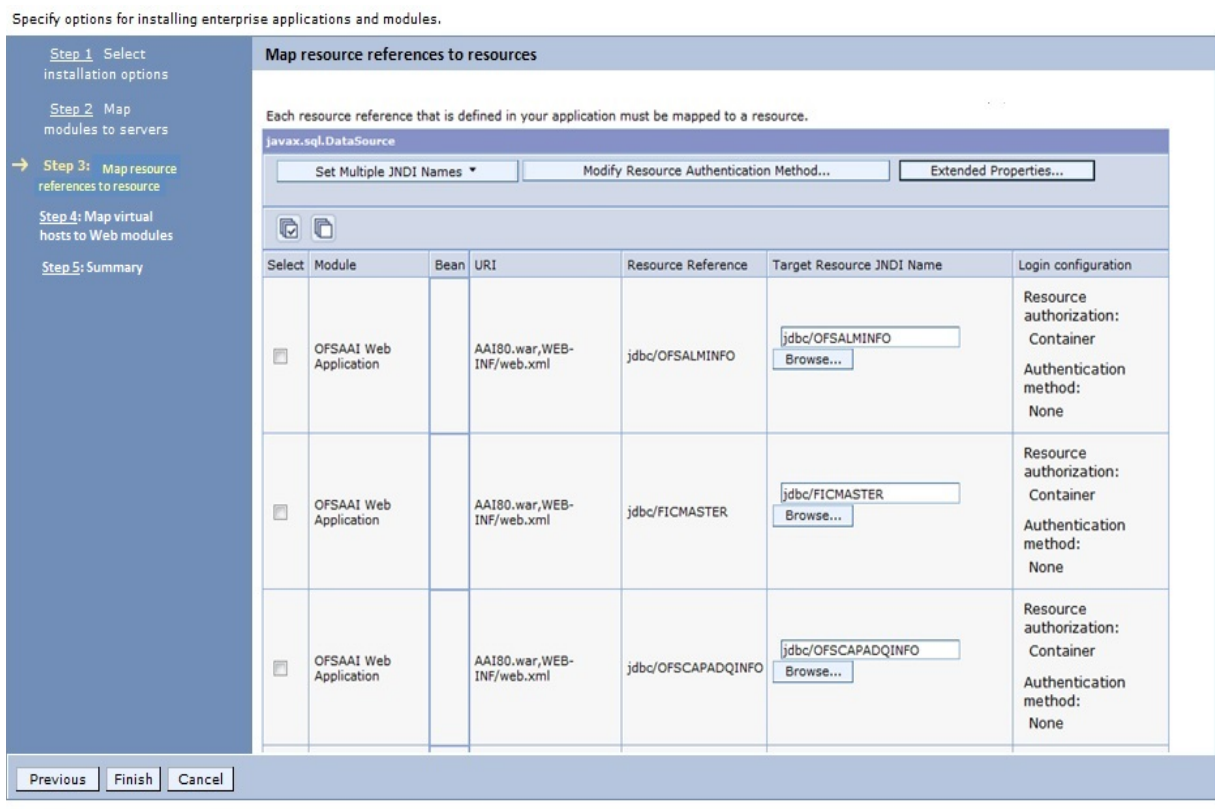 Specify options for installing enterprise applications and modules.
Step 1 Select
installation options
Step 2 Map
modules to servers
Step 3: Map resource
references to resource
Step 4: Map virtual
hosts to Web modules
Step 5: Summary
Map resource references to resources
Each resource reference that is defined in your application must be mapped to a resource.
javax.sql.DataSource
Set Multiple JNDI Names
Modify Resource Authentication Method...
Extended Properties...
Select Module Bean URI Resource Reference Target Resource JNDI Name Login configuration
OFSAAI Web
Application
AAI80.war,WEB-
INF/web.xml
jdbc/OFSALMINFO
jdbc/OFSALMINFO
Browse...
Resource
authorization:
Container
Authentication
method:
None
OFSAAI Web
Application
AAI80.war,WEB-
INF/web.xml
jdbc/FICMASTER
jdbc/FICMASTER
Browse...
Resource
authorization:
Container
Authentication
method:
None
OFSAAI Web
Application
AAI80.war,WEB-
INF/web.xml
jdbc/OFSCAPADQINFO
jdbc/OFSCAPADQINFO
Browse...
Resource
authorization:
Container
Authentication
method:
None
Previous Finish Cancel